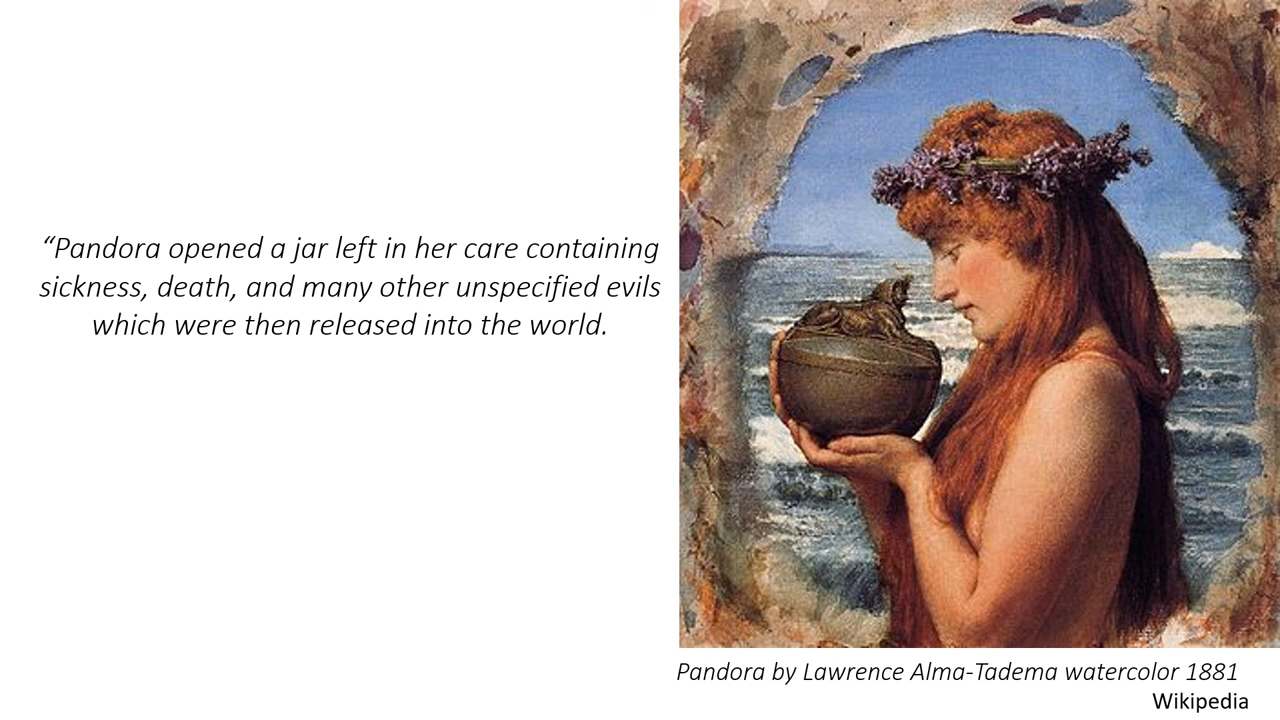 “Pandora opened a jar left in her care containing
sickness, death, and many other unspecified evils
which were then released into the world.
Pandora
Pandora by Lawrence Alma-Tadema watercolor 1881
Wikipedia